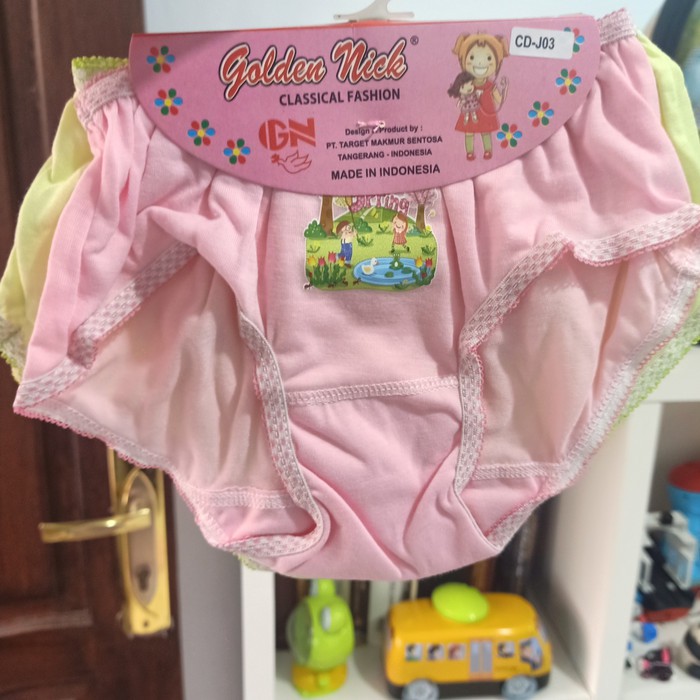 Golden Nick®
CD-J03
CLASSICAL FASHION
GN
Design & Product by :
PT. TARGET MAKMUR SENTOSA
TANGERANG - INDONESIA
MADE IN INDONESIA
Spring